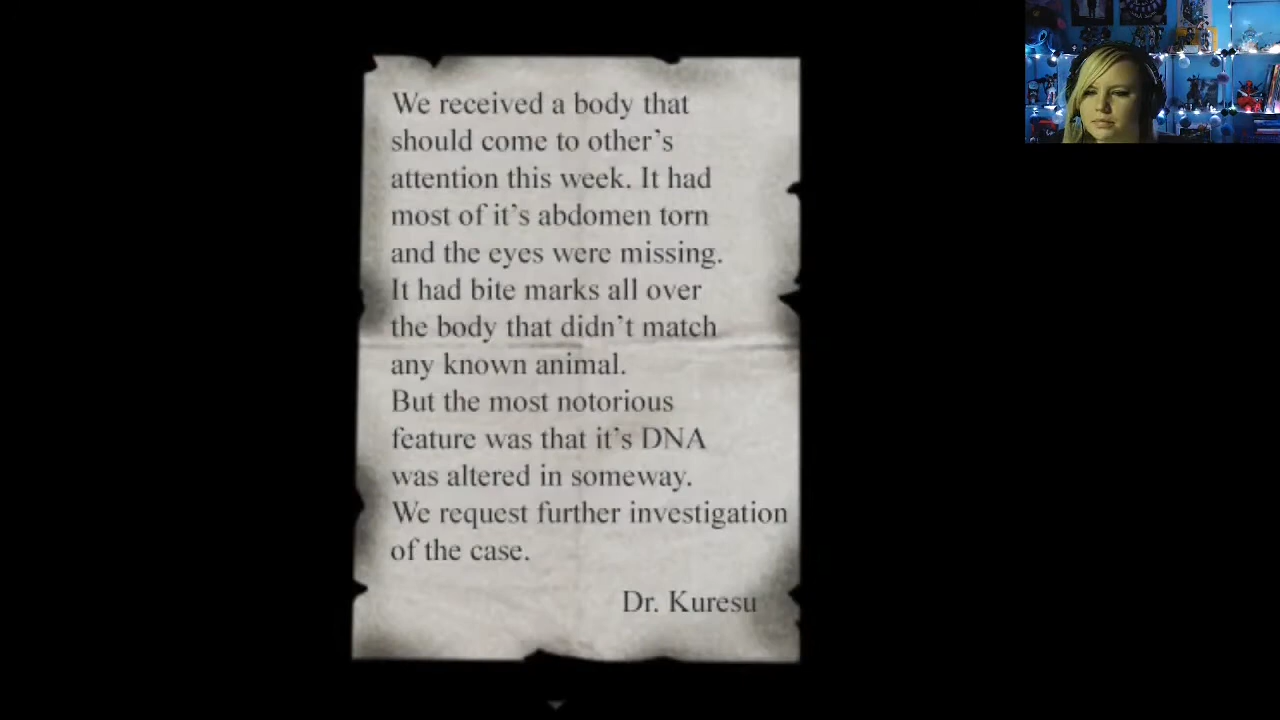 We received a body that
should come to other's
attention this week. It had
most of it's abdomen torn
and the eyes were missing.
It had bite marks all over
the body that didn't match
any known animal.
But the most notorious
feature was that it's DNA
was altered in someway.
We request further investigation
of the case.
Dr. Kuresu